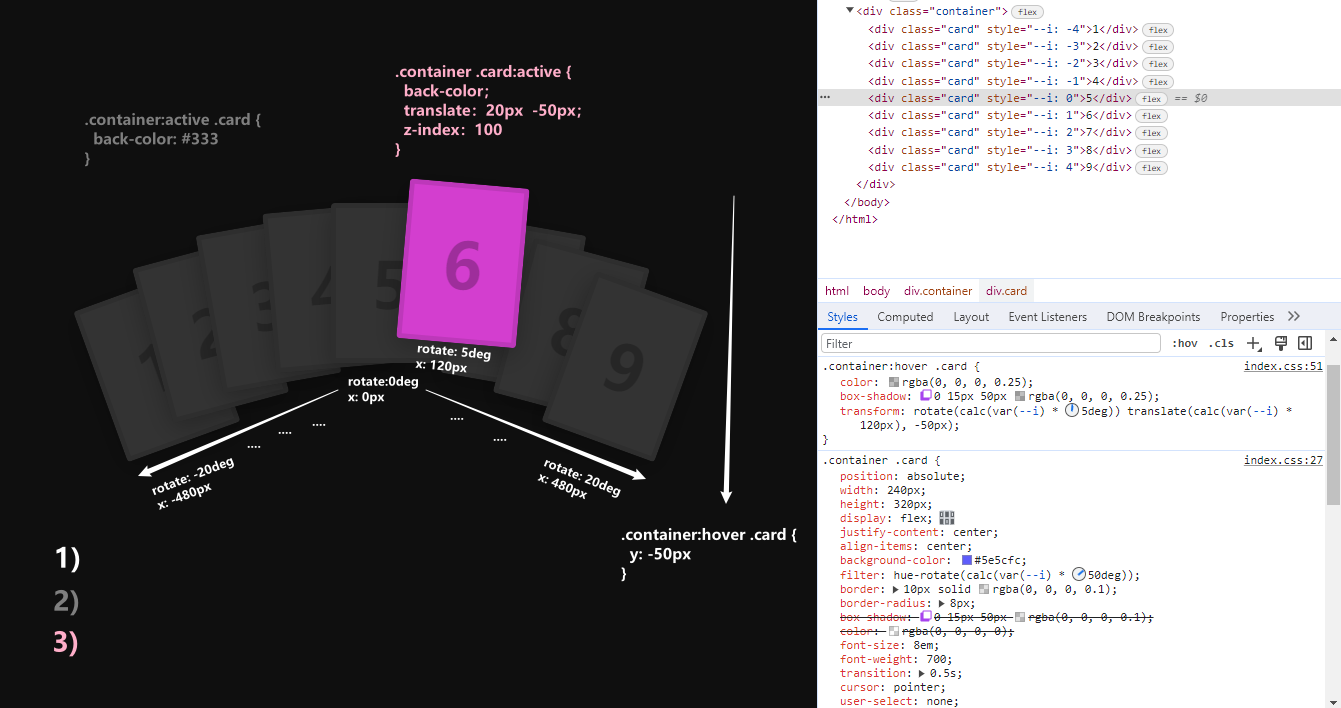 .container:active .card {
back-color: #333
}
.container .card:active {
back-color;
translate: 20px -50px;
z-index: 100
}
1
2
3
4
5
6
8
9
rotate: 5deg
x: 120px
rotate:0deg
x: 0px
....
....
....
....
....
rotate: -20deg
x: -480px
rotate: 20deg
x: 480px
.container:hover .card {
y: -50px
}
1)
2)
3)
▼<div class="container"> flex
<div class="card" style="--i: -4">1</div> flex
<div class="card" style="--i: -3">2</div> flex
<div class="card" style="--i: -2">3</div> flex
<div class="card" style="--i: -1">4</div> flex
... <div class="card" style="--i: 0">5</div> flex == $0
<div class="card" style="--i: 1">6</div> flex
<div class="card" style="--i: 2">7</div> flex
<div class="card" style="--i: 3">8</div> flex
<div class="card" style="--i: 4">9</div> flex
</div>
</body>
</html>
html body div.container div.card
Styles Computed Layout Event Listeners DOM Breakpoints Properties >>
Filter :hov .cls +
.container:hover .card { index.css:51
color: rgba(0, 0, 0, 0.25);
box-shadow: 0 15px 50px rgba(0, 0, 0, 0.25);
transform: rotate(calc(var(--i) * 5deg)) translate(calc(var(--i) *
120px), -50px);
}
.container .card { index.css:27
position: absolute;
width: 240px;
height: 320px;
display: flex;
justify-content: center;
align-items: center;
background-color: #5e5cfc;
filter: hue-rotate(calc(var(--i) * 50deg));
border: ▶ 10px solid rgba(0, 0, 0, 0.1);
border-radius: ▶ 8px;
box-shadow: 0 15px 50px rgba(0, 0, 0, 0.1);
color: rgba(0, 0, 0, 0);
font-size: 8em;
font-weight: 700;
transition: ▶ 0.5s;
cursor: pointer;
user-select: none;